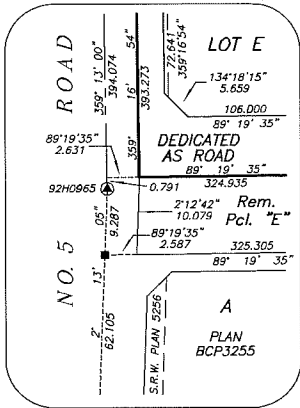 NO. 5 ROAD
359° 13' 00"
394.074
359° 16' 54"
393.273
72.641
359°16'54"
LOT E
134°18'15"
5.659
106.000
89° 19' 35"
DEDICATED
AS ROAD
89°19'35"
2.631
89° 19' 35"
324.935
92H0965
0.791
Rem.
Pcl. "E"
2°12'42"
10.079
2° 13' 05"
9.287
89°19'35"
2.587
325.305
89° 19' 35"
62.105
S.R.W. PLAN 5256
A
PLAN
BCP3255